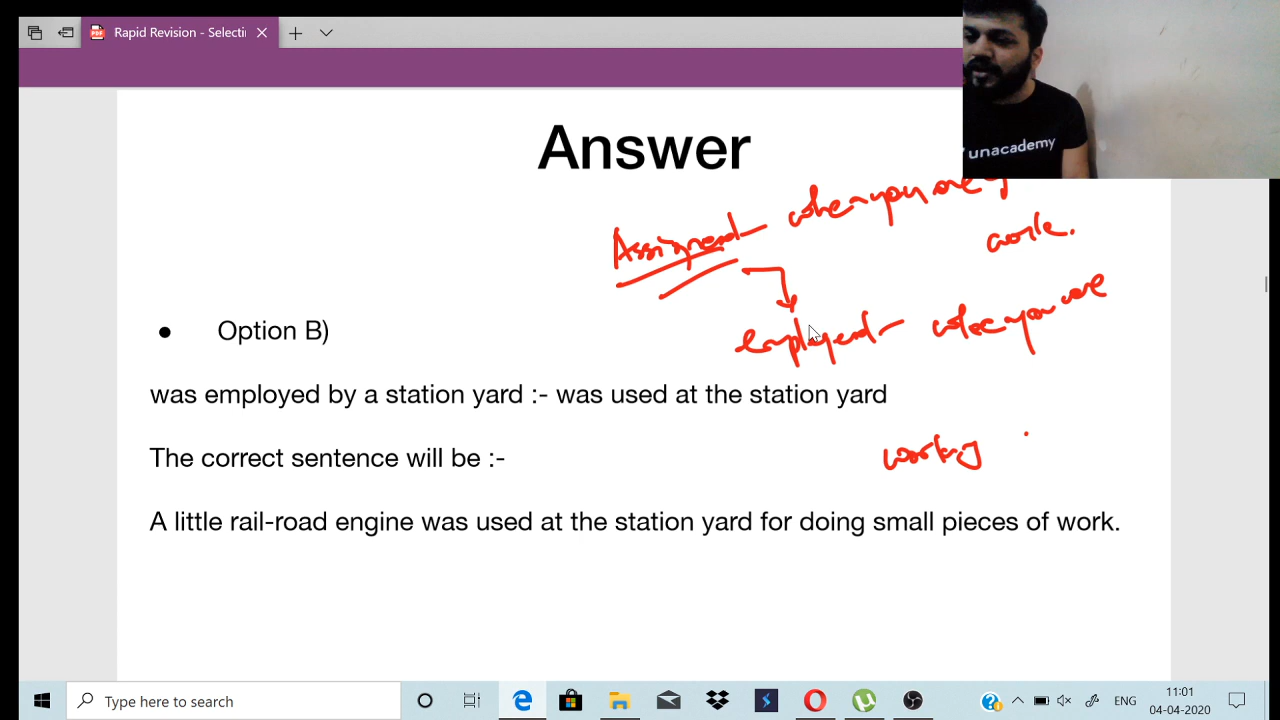 Rapid Revision - Selecti
unacademy
Answer
Assigned - when you are
work.
employed - when you are
working
Option B)
was employed by a station yard :- was used at the station yard
The correct sentence will be :-
A little rail-road engine was used at the station yard for doing small pieces of work.
Type here to search
ENG
11:01
04-04-2020